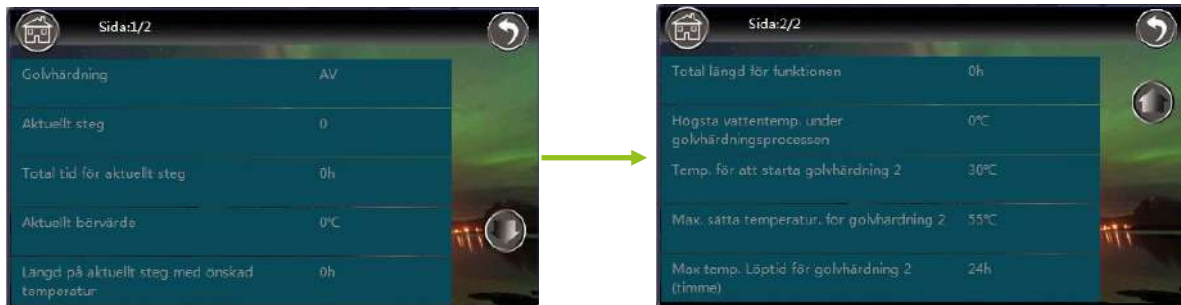 Sida:1/2
Golvhärdning AV
Aktuellt steg 0
Total tid för aktuellt steg 0h
Aktuellt börvärde 0°C
Längd på aktuellt steg med önskad 0h
temperatur
Sida:2/2
Total längd för funktionen 0h
Högsta vattentemp. under 0°C
golvhärdningsprocessen
Temp. för att starta golvhärdning 2 30°C
Max. sätta temperatur. för golvhärdning 2 55°C
Max temp. Löptid för golvhärdning 2 24h
(timme)